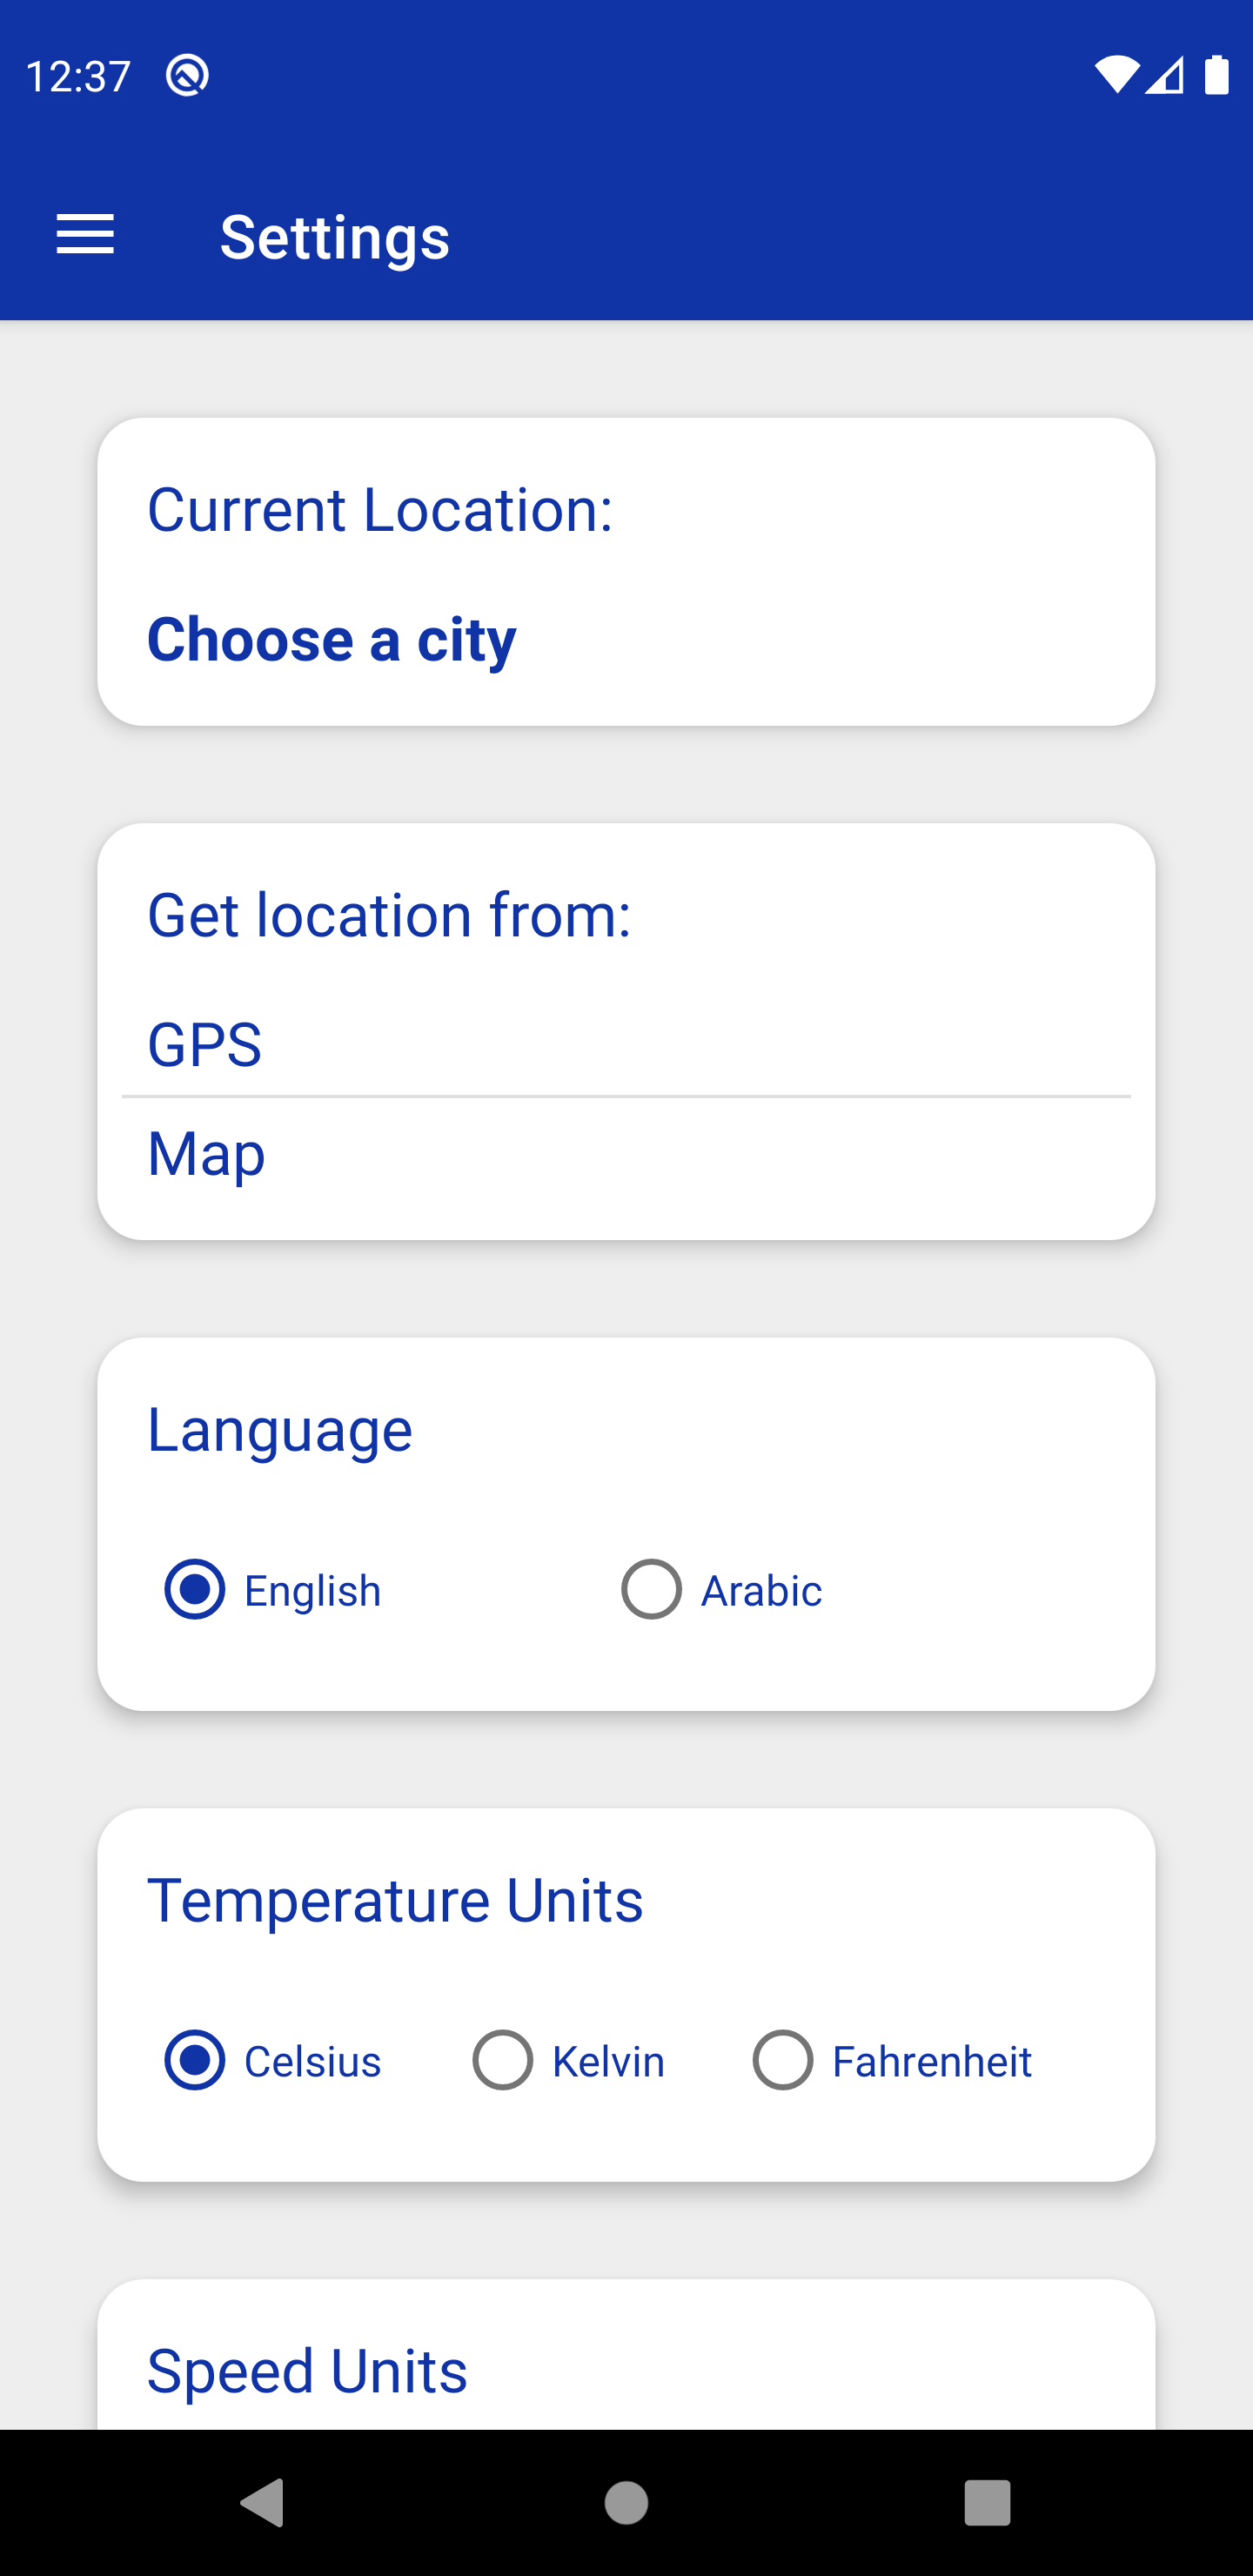 12:37
Settings
Current Location:
Choose a city
Get location from:
GPS
Map
Language
English Arabic
Temperature Units
Celsius Kelvin Fahrenheit
Speed Units